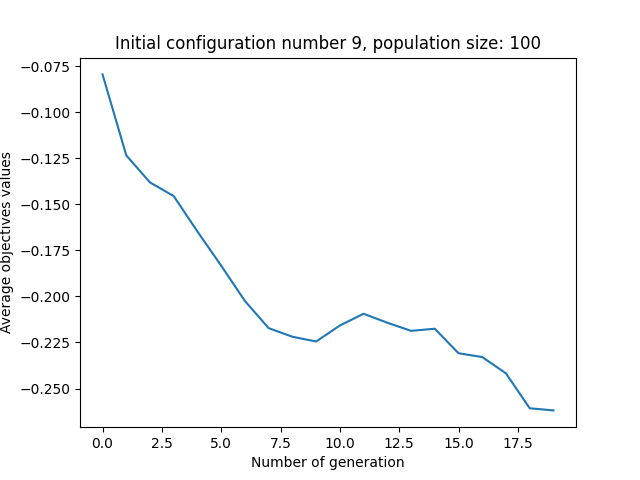 Initial configuration number 9, population size: 100
Average objectives values
−0.075
−0.100
−0.125
−0.150
−0.175
−0.200
−0.225
−0.250
0.0 2.5 5.0 7.5 10.0 12.5 15.0 17.5
Number of generation